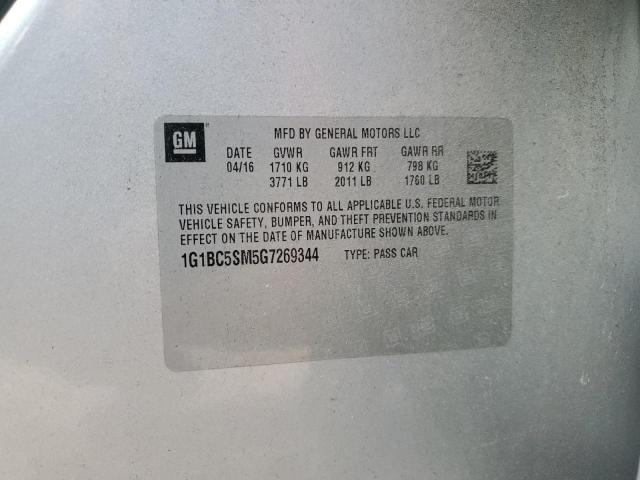 GM
MFD BY GENERAL MOTORS LLC
DATE GVWR GAWR FRT GAWR RR
04/16 1710 KG 912 KG 798 KG
3771 LB 2011 LB 1760 LB
THIS VEHICLE CONFORMS TO ALL APPLICABLE U.S. FEDERAL MOTOR
VEHICLE SAFETY, BUMPER, AND THEFT PREVENTION STANDARDS IN
EFFECT ON THE DATE OF MANUFACTURE SHOWN ABOVE.
1G1BC5SM5G7269344 TYPE: PASS CAR